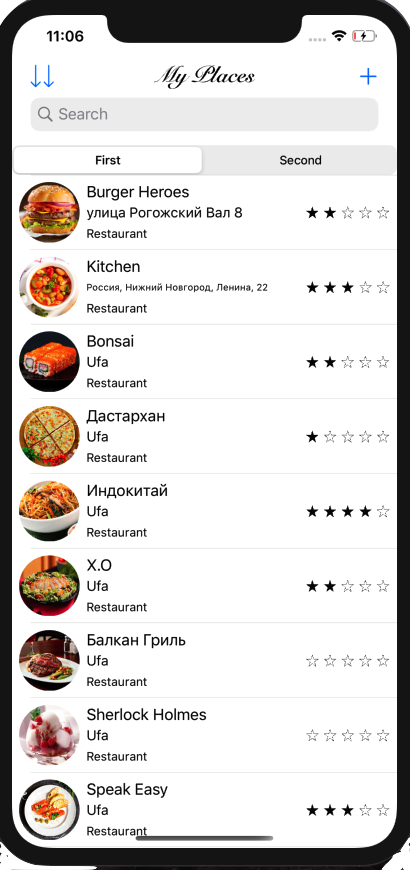 11:06
My Places
Search
First
Second
Burger Heroes
улица Рогожский Вал 8
Restaurant
Kitchen
Россия, Нижний Новгород, Ленина, 22
Restaurant
Bonsai
Ufa
Restaurant
Дастархан
Ufa
Restaurant
Индокитай
Ufa
Restaurant
X.O
Ufa
Restaurant
Балкан Гриль
Ufa
Restaurant
Sherlock Holmes
Ufa
Restaurant
Speak Easy
Ufa
Restaurant